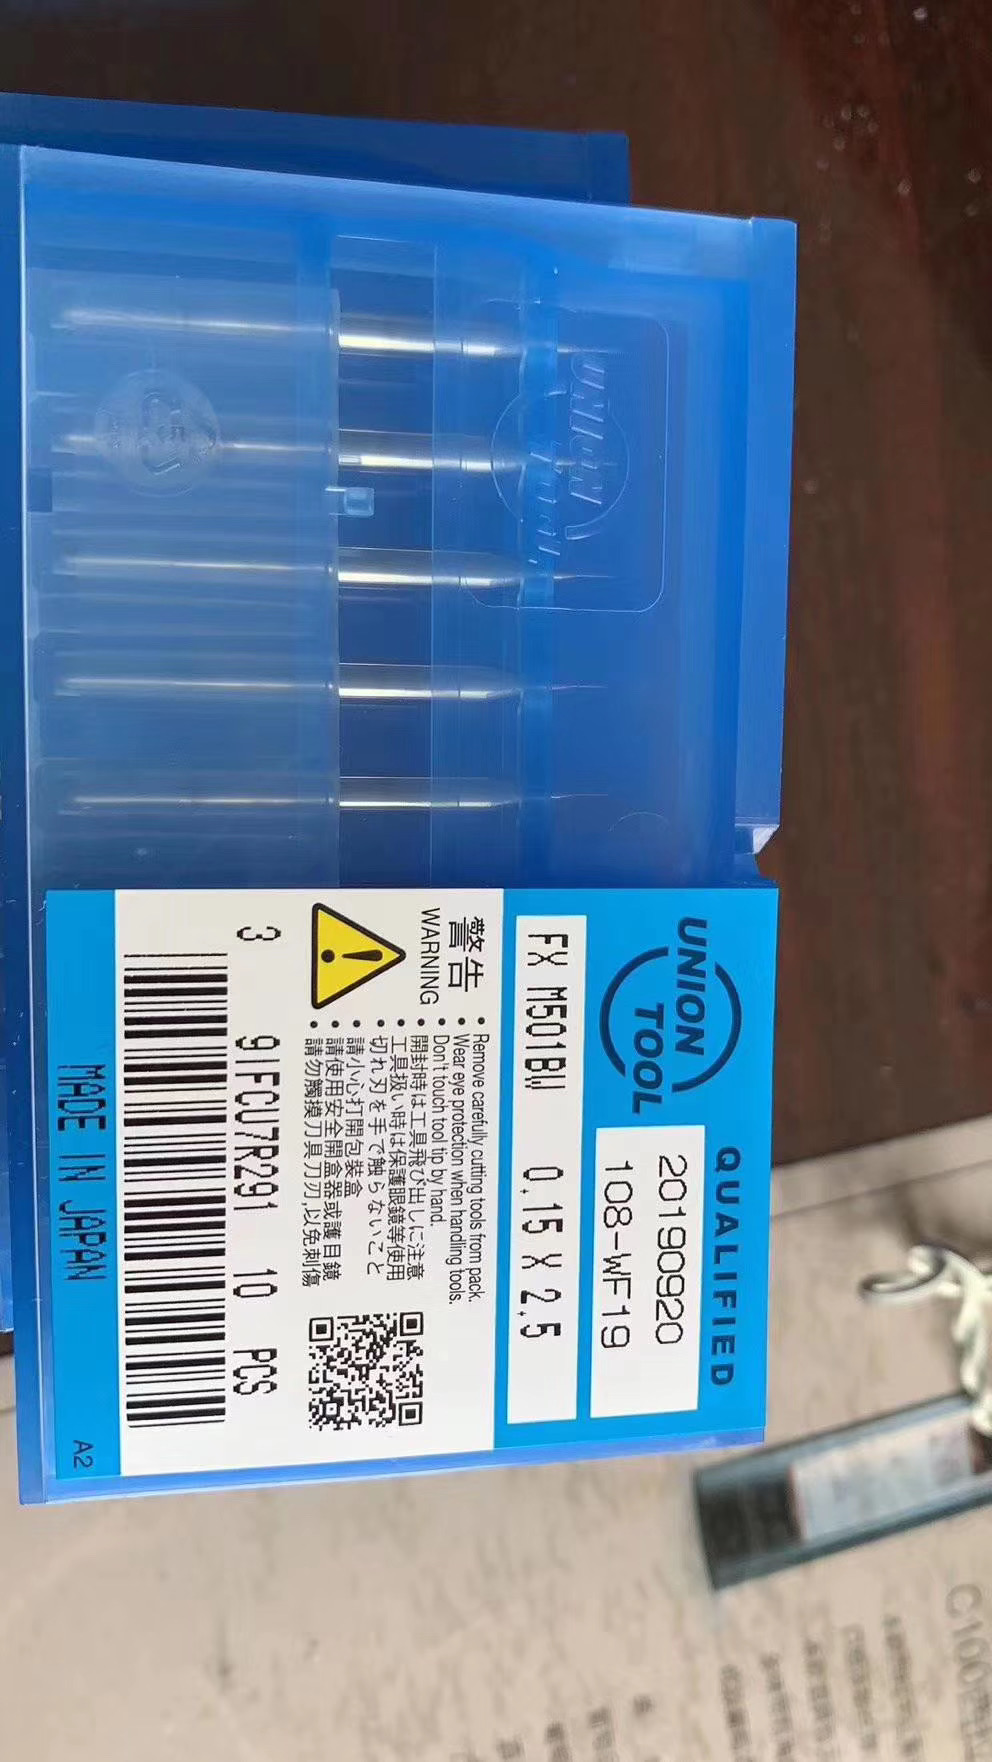 UNION
TOOL
QUALIFIED
20190920
108-WF19
FX M501BW 0.15 X 2.5
警告
WARNING
• Remove carefully cutting tools from pack.
• Wear eye protection when handling tools.
• Don't touch tool tip by hand.
• 開封時は工具飛び出しに注意
• 工具扱い時は保護眼鏡等使用
• 切れ刃を手で触らないこと
• 請小心打開包裝盒
• 請使用安全開盒器或護目鏡
• 請勿觸摸刀具刀刃,以免刺傷
3 9IFCU7R291 10 PCS
MADE IN JAPAN
A2
UNION
TOOL